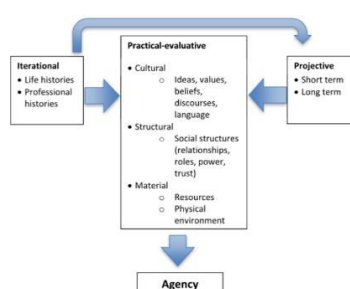 Practical-evaluative
• Cultural
o Ideas, values,
beliefs,
discourses,
language
• Structural
o Social structures
(relationships,
roles, power,
trust)
• Material
o Resources
o Physical
environment
Iterational
• Life histories
• Professional
histories
Projective
• Short term
• Long term
Agency